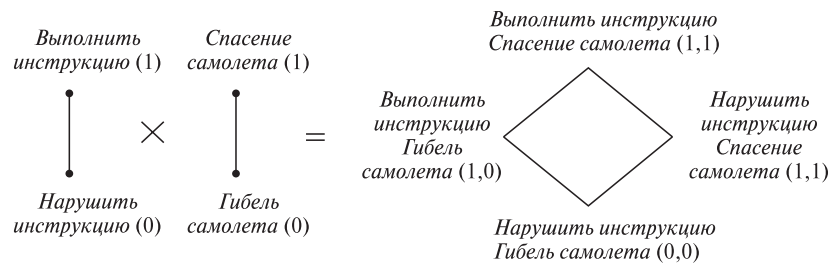 Выполнить
инструкцию (1)
Спасение
самолета (1)
×
=
Нарушить
инструкцию (0)
Гибель
самолета (0)
Выполнить инструкцию
Спасение самолета (1,1)
Выполнить
инструкцию
Гибель
самолета (1,0)
Нарушить
инструкцию
Спасение
самолета (1,1)
Нарушить инструкцию
Гибель самолета (0,0)